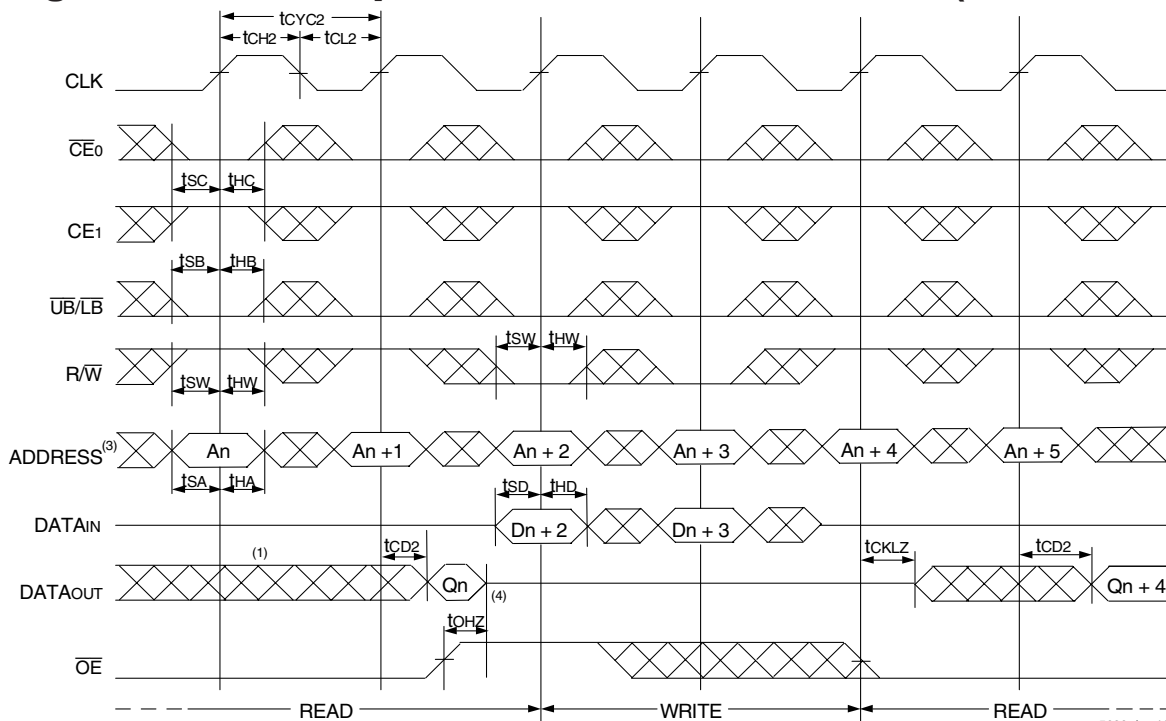 tCYC2
tCH2 tCL2
CLK
CE0
tSC tHC
CE1
tSB tHB
UB/LB
tSW tHW
R/W
tSW tHW
ADDRESS(3) An An +1 An + 2 An + 3 An + 4 An + 5
tSA tHA
tSD tHD
DATAIN Dn + 2 Dn + 3
tCD2 tCKLZ tCD2
(1)
DATAOUT Qn (4) Qn + 4
tOHZ
OE
READ WRITE READ